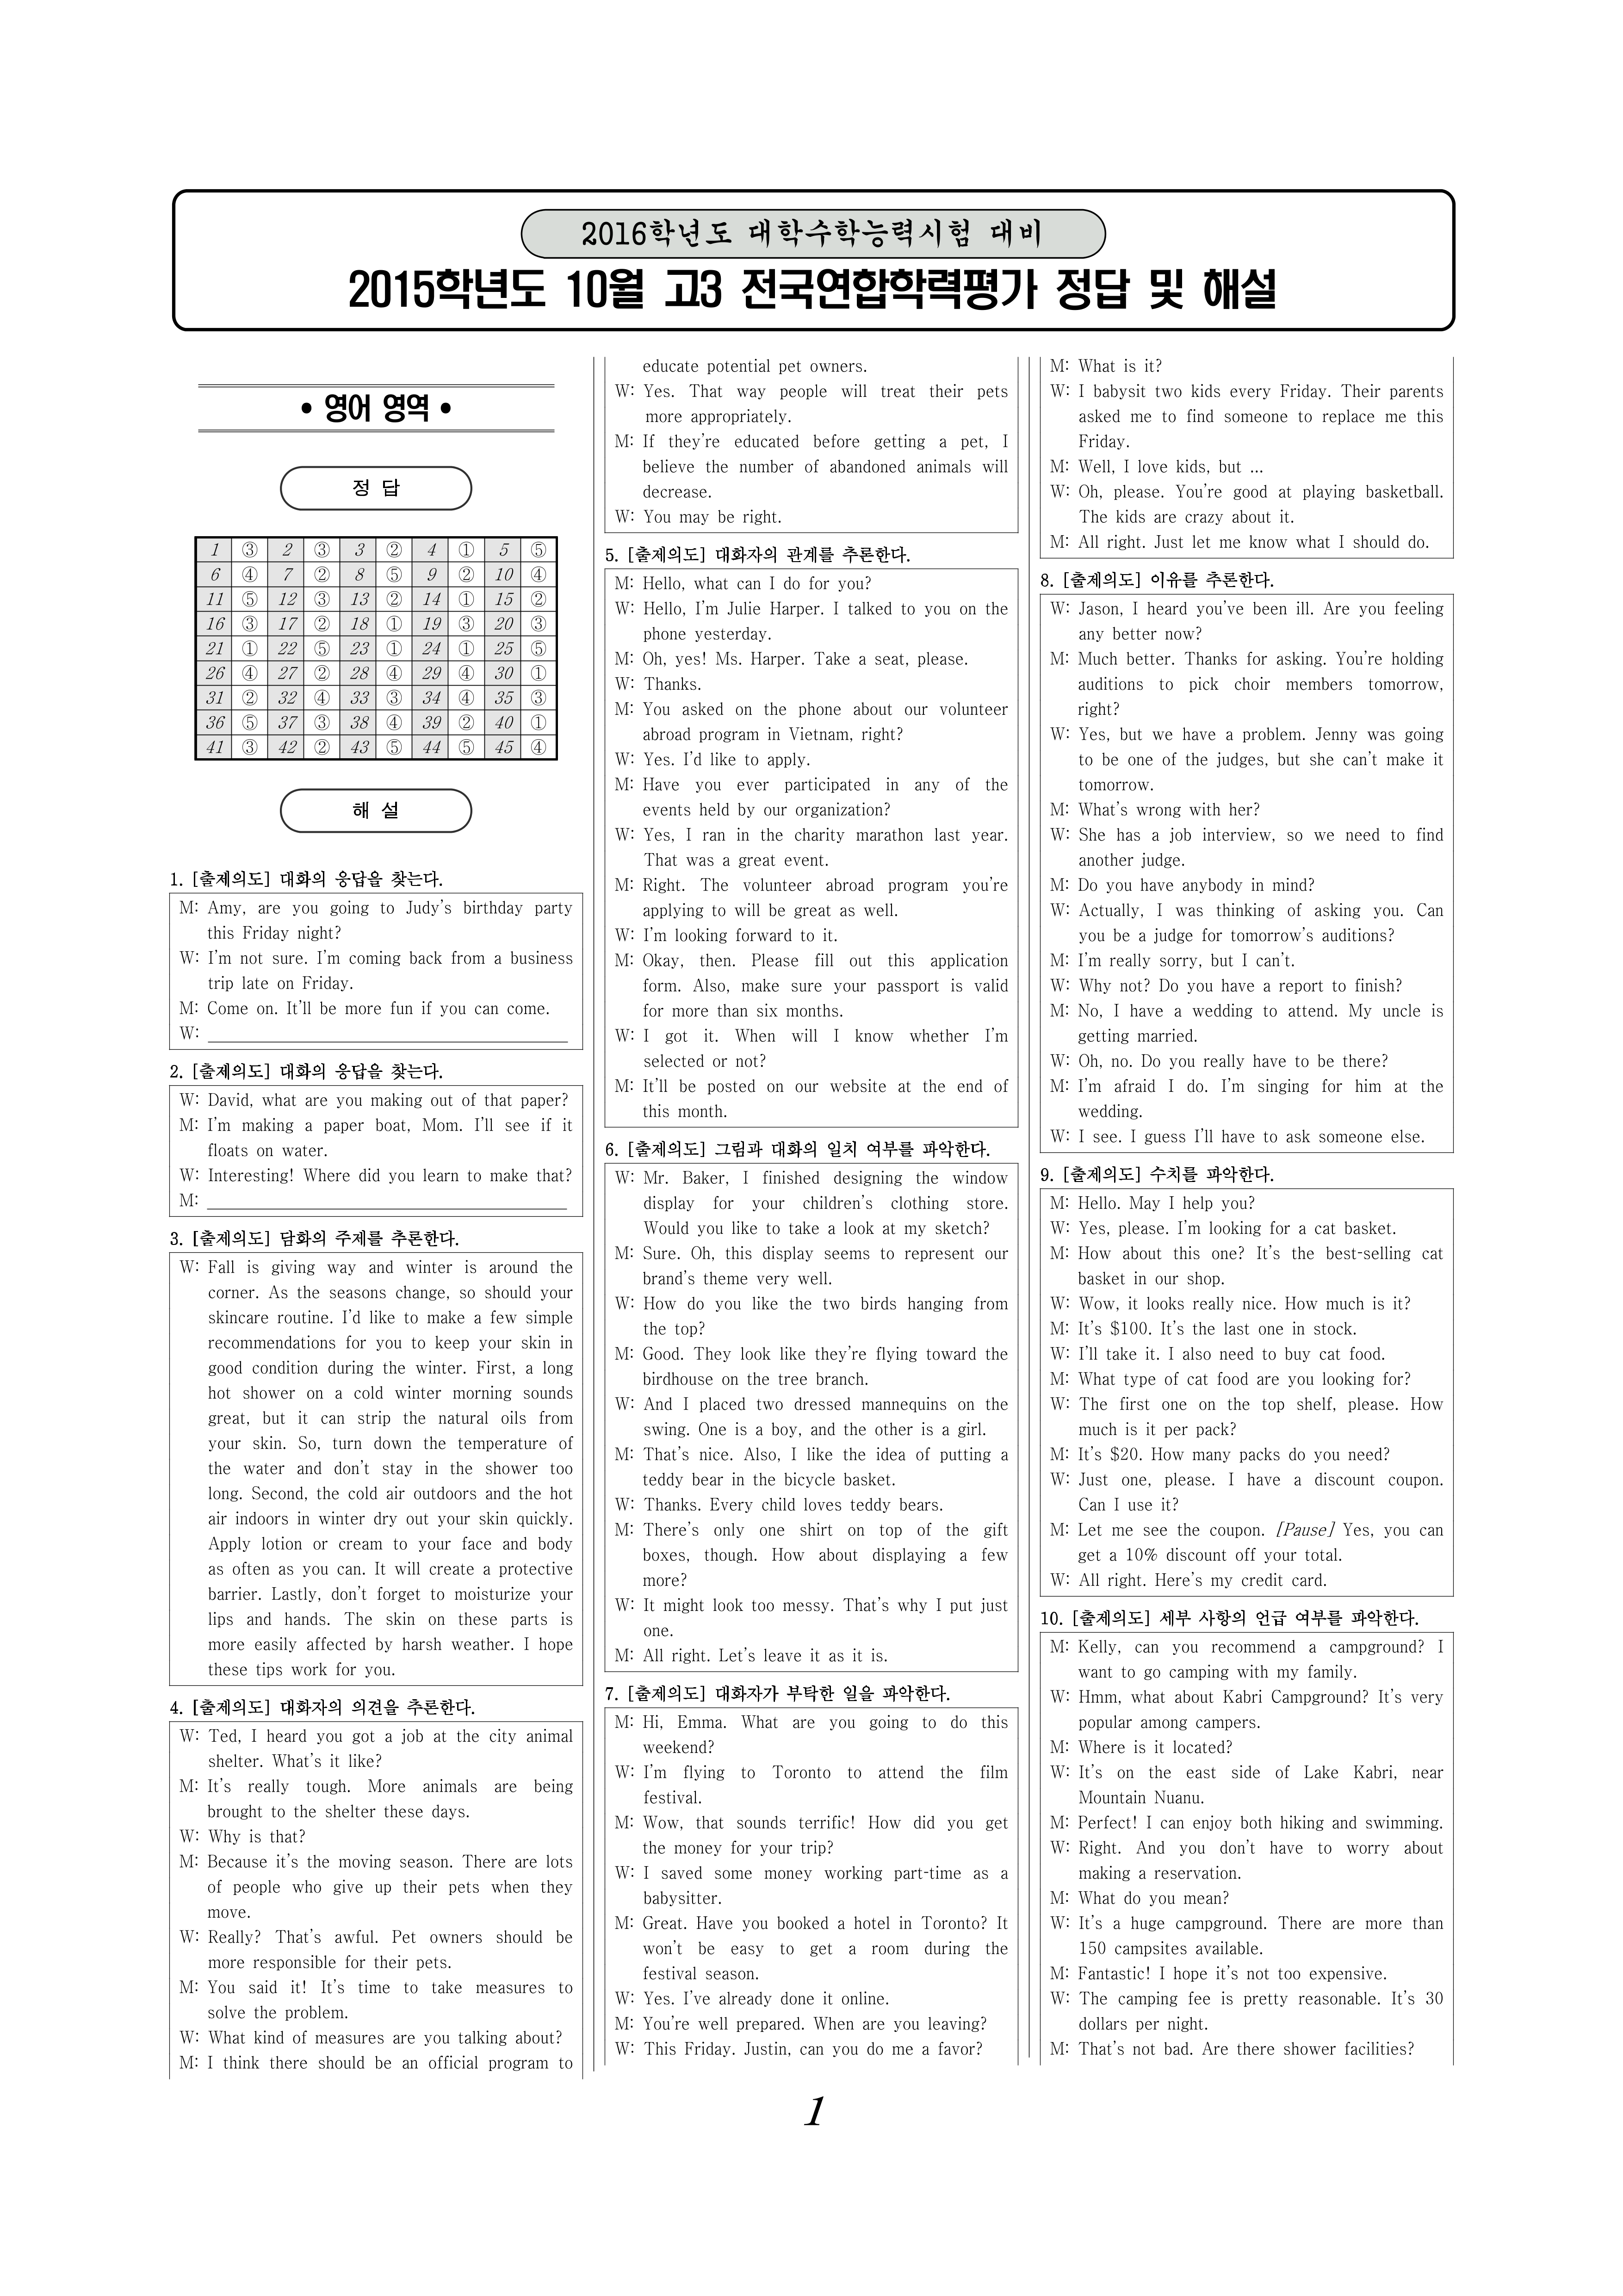 2016학년도 대학수학능력시험 대비
2015학년도 10월 고3 전국연합학력평가 정답 및 해설
• 영어 영역 •
정 답
1 ③ 2 ③ 3 ② 4 ① 5 ⑤
6 ④ 7 ② 8 ⑤ 9 ② 10 ④
11 ⑤ 12 ③ 13 ② 14 ① 15 ②
16 ③ 17 ② 18 ① 19 ③ 20 ③
21 ① 22 ⑤ 23 ① 24 ① 25 ⑤
26 ④ 27 ② 28 ④ 29 ④ 30 ①
31 ② 32 ④ 33 ③ 34 ④ 35 ③
36 ⑤ 37 ③ 38 ④ 39 ② 40 ①
41 ③ 42 ② 43 ⑤ 44 ⑤ 45 ④
해 설
1. [출제의도] 대화의 응답을 찾는다.
M: Amy, are you going to Judy's birthday party
this Friday night?
W: I'm not sure. I'm coming back from a business
trip late on Friday.
M: Come on. It'll be more fun if you can come.
W:
2. [출제의도] 대화의 응답을 찾는다.
W: David, what are you making out of that paper?
M: I'm making a paper boat, Mom. I'll see if it
floats on water.
W: Interesting! Where did you learn to make that?
M:
3. [출제의도] 담화의 주제를 추론한다.
W: Fall is giving way and winter is around the
corner. As the seasons change, so should your
skincare routine. I'd like to make a few simple
recommendations for you to keep your skin in
good condition during the winter. First, a long
hot shower on a cold winter morning sounds
great, but it can strip the natural oils from
your skin. So, turn down the temperature of
the water and don't stay in the shower too
long. Second, the cold air outdoors and the hot
air indoors in winter dry out your skin quickly.
Apply lotion or cream to your face and body
as often as you can. It will create a protective
barrier. Lastly, don't forget to moisturize your
lips and hands. The skin on these parts is
more easily affected by harsh weather. I hope
these tips work for you.
4. [출제의도] 대화자의 의견을 추론한다.
W: Ted, I heard you got a job at the city animal
shelter. What's it like?
M: It's really tough. More animals are being
brought to the shelter these days.
W: Why is that?
M: Because it's the moving season. There are lots
of people who give up their pets when they
move.
W: Really? That's awful. Pet owners should be
more responsible for their pets.
M: You said it! It's time to take measures to
solve the problem.
W: What kind of measures are you talking about?
M: I think there should be an official program to
educate potential pet owners.
W: Yes. That way people will treat their pets
more appropriately.
M: If they're educated before getting a pet, I
believe the number of abandoned animals will
decrease.
W: You may be right.
5. [출제의도] 대화자의 관계를 추론한다.
M: Hello, what can I do for you?
W: Hello, I'm Julie Harper. I talked to you on the
phone yesterday.
M: Oh, yes! Ms. Harper. Take a seat, please.
W: Thanks.
M: You asked on the phone about our volunteer
abroad program in Vietnam, right?
W: Yes. I'd like to apply.
M: Have you ever participated in any of the
events held by our organization?
W: Yes, I ran in the charity marathon last year.
That was a great event.
M: Right. The volunteer abroad program you're
applying to will be great as well.
W: I'm looking forward to it.
M: Okay, then. Please fill out this application
form. Also, make sure your passport is valid
for more than six months.
W: I got it. When will I know whether I'm
selected or not?
M: It'll be posted on our website at the end of
this month.
6. [출제의도] 그림과 대화의 일치 여부를 파악한다.
W: Mr. Baker, I finished designing the window
display for your children's clothing store.
Would you like to take a look at my sketch?
M: Sure. Oh, this display seems to represent our
brand's theme very well.
W: How do you like the two birds hanging from
the top?
M: Good. They look like they're flying toward the
birdhouse on the tree branch.
W: And I placed two dressed mannequins on the
swing. One is a boy, and the other is a girl.
M: That's nice. Also, I like the idea of putting a
teddy bear in the bicycle basket.
W: Thanks. Every child loves teddy bears.
M: There's only one shirt on top of the gift
boxes, though. How about displaying a few
more?
W: It might look too messy. That's why I put just
one.
M: All right. Let's leave it as it is.
7. [출제의도] 대화자가 부탁한 일을 파악한다.
M: Hi, Emma. What are you going to do this
weekend?
W: I'm flying to Toronto to attend the film
festival.
M: Wow, that sounds terrific! How did you get
the money for your trip?
W: I saved some money working part-time as a
babysitter.
M: Great. Have you booked a hotel in Toronto? It
won't be easy to get a room during the
festival season.
W: Yes. I've already done it online.
M: You're well prepared. When are you leaving?
W: This Friday. Justin, can you do me a favor?
M: What is it?
W: I babysit two kids every Friday. Their parents
asked me to find someone to replace me this
Friday.
M: Well, I love kids, but ...
W: Oh, please. You're good at playing basketball.
The kids are crazy about it.
M: All right. Just let me know what I should do.
8. [출제의도] 이유를 추론한다.
W: Jason, I heard you've been ill. Are you feeling
any better now?
M: Much better. Thanks for asking. You're holding
auditions to pick choir members tomorrow,
right?
W: Yes, but we have a problem. Jenny was going
to be one of the judges, but she can't make it
tomorrow.
M: What's wrong with her?
W: She has a job interview, so we need to find
another judge.
M: Do you have anybody in mind?
W: Actually, I was thinking of asking you. Can
you be a judge for tomorrow's auditions?
M: I'm really sorry, but I can't.
W: Why not? Do you have a report to finish?
M: No, I have a wedding to attend. My uncle is
getting married.
W: Oh, no. Do you really have to be there?
M: I'm afraid I do. I'm singing for him at the
wedding.
W: I see. I guess I'll have to ask someone else.
9. [출제의도] 수치를 파악한다.
M: Hello. May I help you?
W: Yes, please. I'm looking for a cat basket.
M: How about this one? It's the best-selling cat
basket in our shop.
W: Wow, it looks really nice. How much is it?
M: It's $100. It's the last one in stock.
W: I'll take it. I also need to buy cat food.
M: What type of cat food are you looking for?
W: The first one on the top shelf, please. How
much is it per pack?
M: It's $20. How many packs do you need?
W: Just one, please. I have a discount coupon.
Can I use it?
M: Let me see the coupon. [Pause] Yes, you can
get a 10% discount off your total.
W: All right. Here's my credit card.
10. [출제의도] 세부 사항의 언급 여부를 파악한다.
M: Kelly, can you recommend a campground? I
want to go camping with my family.
W: Hmm, what about Kabri Campground? It's very
popular among campers.
M: Where is it located?
W: It's on the east side of Lake Kabri, near
Mountain Nuanu.
M: Perfect! I can enjoy both hiking and swimming.
W: Right. And you don't have to worry about
making a reservation.
M: What do you mean?
W: It's a huge campground. There are more than
150 campsites available.
M: Fantastic! I hope it's not too expensive.
W: The camping fee is pretty reasonable. It's 30
dollars per night.
M: That's not bad. Are there shower facilities?
1